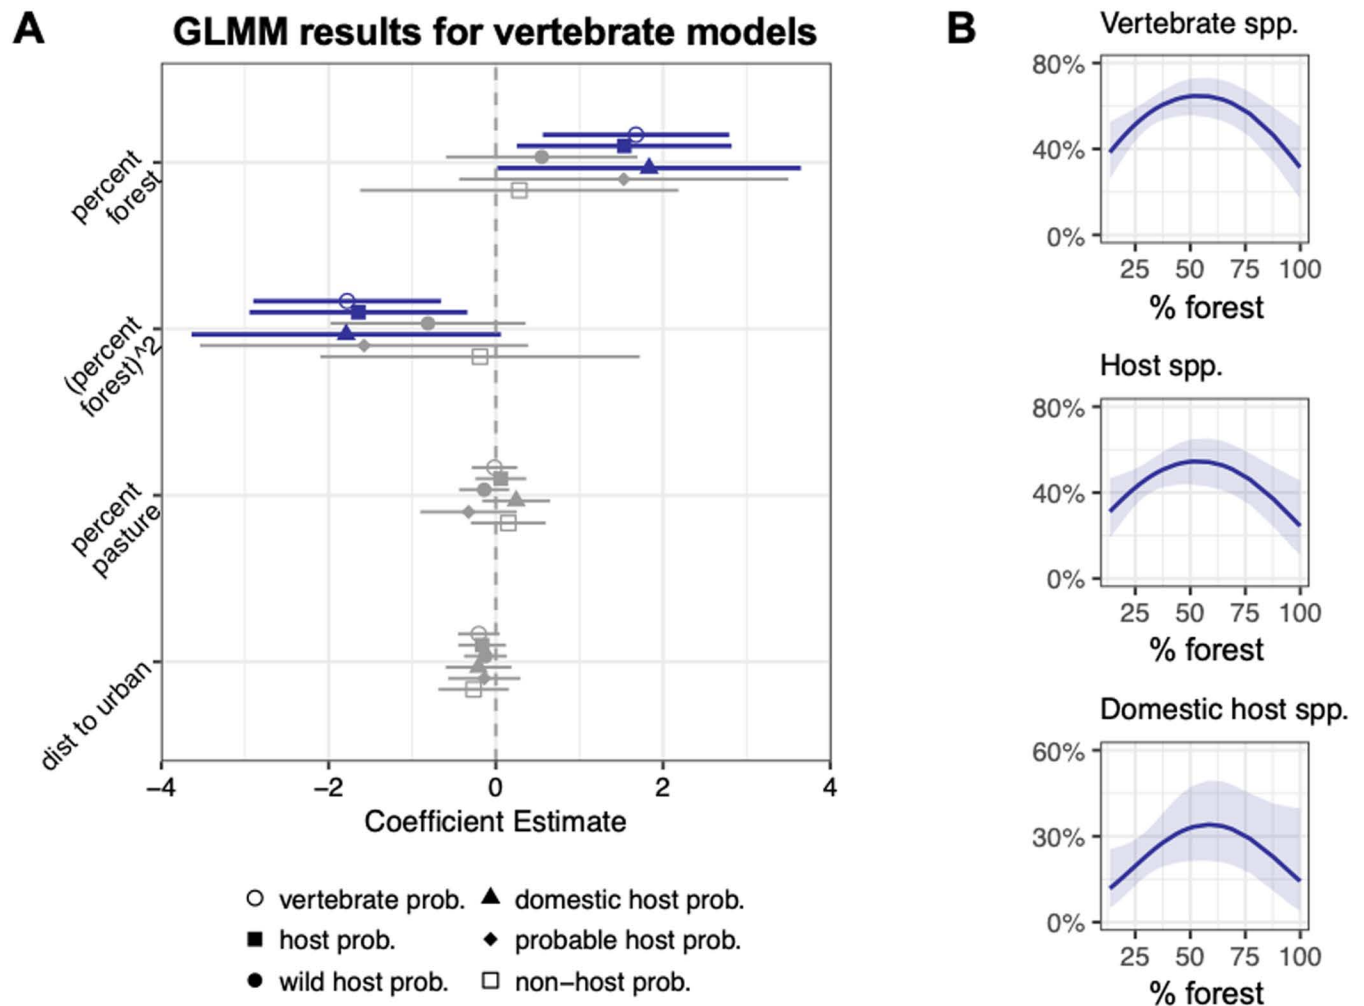 A
GLMM results for vertebrate models
percent
forest
(percent
forest)^2
percent
pasture
dist to urban
−4
−2
0
2
4
Coefficient Estimate
vertebrate prob.
domestic host prob.
host prob.
probable host prob.
wild host prob.
non−host prob.
B
Vertebrate spp.
80%
40%
0%
25 50 75 100
% forest
Host spp.
80%
40%
0%
25 50 75 100
% forest
Domestic host spp.
60%
30%
0%
25 50 75 100
% forest